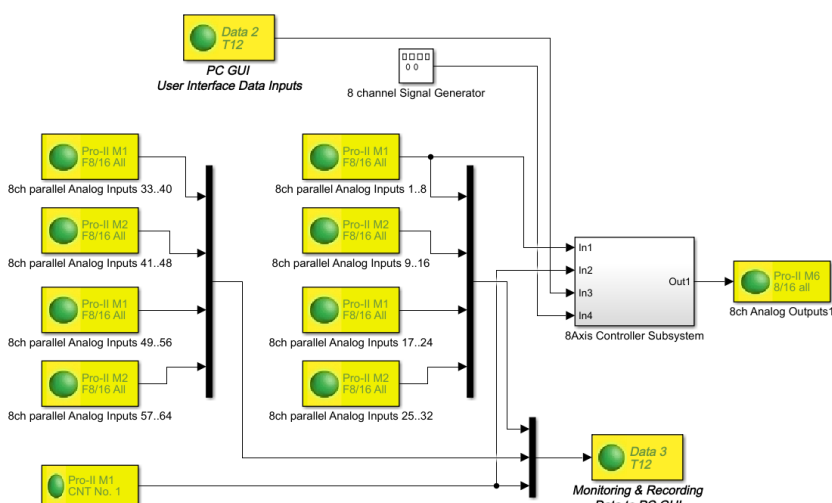 Data 2
T12
PC GUI
User Interface Data Inputs
0 0
8 channel Signal Generator
Pro-II M1
F8/16 All
8ch parallel Analog Inputs 33..40
Pro-II M2
F8/16 All
8ch parallel Analog Inputs 41..48
Pro-II M1
F8/16 All
8ch parallel Analog Inputs 49..56
Pro-II M2
F8/16 All
8ch parallel Analog Inputs 57..64
Pro-II M1
CNT No. 1
Pro-II M1
F8/16 All
8ch parallel Analog Inputs 1..8
Pro-II M2
F8/16 All
8ch parallel Analog Inputs 9..16
Pro-II M1
F8/16 All
8ch parallel Analog Inputs 17..24
Pro-II M2
F8/16 All
8ch parallel Analog Inputs 25..32
In1
In2
In3
In4
Out1
8Axis Controller Subsystem
Pro-II M6
8/16 all
8ch Analog Outputs1
Data 3
T12
Monitoring & Recording
Data to PC GUI